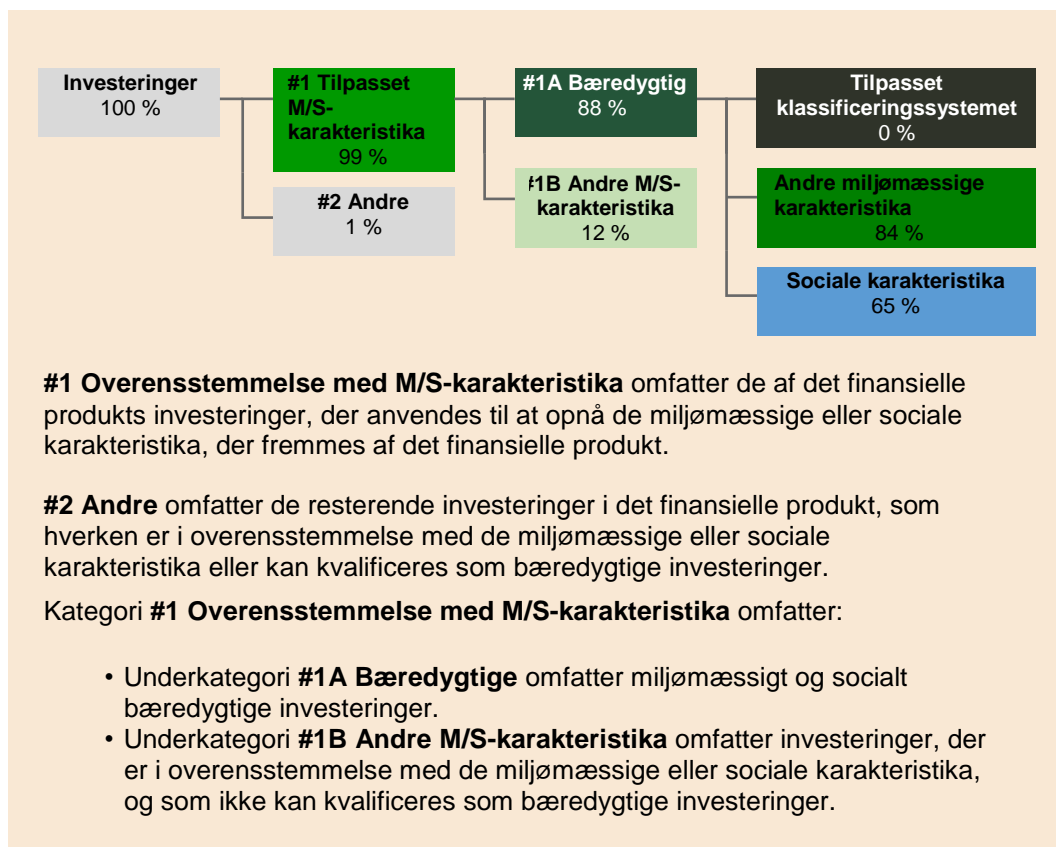 Investeringer
100 %
#1 Tilpasset
M/S-
karakteristika
99 %
#2 Andre
1 %
#1A Bæredygtig
88 %
#1B Andre M/S-
karakteristika
12 %
Tilpasset
klassificeringssystemet
0 %
Andre miljømæssige
karakteristika
84 %
Sociale karakteristika
65 %
#1 Overensstemmelse med M/S-karakteristika omfatter de af det finansielle
produkts investeringer, der anvendes til at opnå de miljømæssige eller sociale
karakteristika, der fremmes af det finansielle produkt.
#2 Andre omfatter de resterende investeringer i det finansielle produkt, som
hverken er i overensstemmelse med de miljømæssige eller sociale
karakteristika eller kan kvalificeres som bæredygtige investeringer.
Kategori #1 Overensstemmelse med M/S-karakteristika omfatter:
• Underkategori #1A Bæredygtige omfatter miljømæssigt og socialt
bæredygtige investeringer.
• Underkategori #1B Andre M/S-karakteristika omfatter investeringer, der
er i overensstemmelse med de miljømæssige eller sociale karakteristika,
og som ikke kan kvalificeres som bæredygtige investeringer.